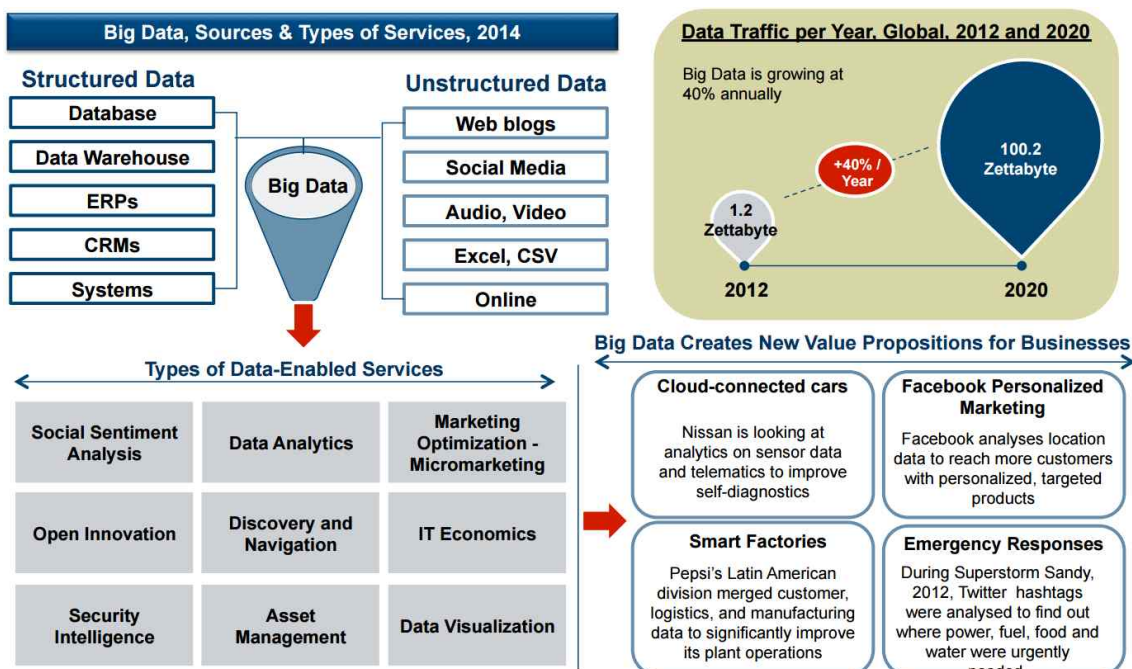 Big Data, Sources & Types of Services, 2014
Structured Data
Database
Data Warehouse
ERPs
CRMs
Systems
Big Data
Unstructured Data
Web blogs
Social Media
Audio, Video
Excel, CSV
Online
Data Traffic per Year, Global, 2012 and 2020
Big Data is growing at
40% annually
+40% /
Year
1.2
Zettabyte
100.2
Zettabyte
2012
2020
Types of Data-Enabled Services
Social Sentiment
Analysis
Data Analytics
Marketing
Optimization -
Micromarketing
Open Innovation
Discovery and
Navigation
IT Economics
Security
Intelligence
Asset
Management
Data Visualization
Big Data Creates New Value Propositions for Businesses
Cloud-connected cars
Nissan is looking at
analytics on sensor data
and telematics to improve
self-diagnostics
Facebook Personalized
Marketing
Facebook analyses location
data to reach more customers
with personalized, targeted
products
Smart Factories
Pepsi's Latin American
division merged customer,
logistics, and manufacturing
data to significantly improve
its plant operations
Emergency Responses
During Superstorm Sandy,
2012, Twitter hashtags
were analysed to find out
where power, fuel, food and
water were urgently